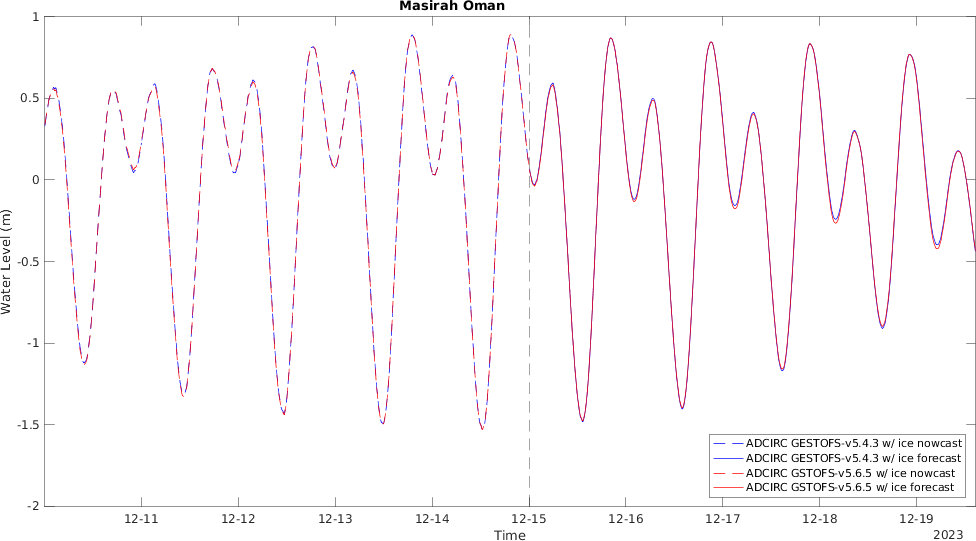 Masirah Oman
1
0.5
0
-0.5
-1
-1.5
-2
Water Level (m)
ADCIRC GESTOFS-v5.4.3 w/ ice nowcast
ADCIRC GESTOFS-v5.4.3 w/ ice forecast
ADCIRC GSTOFS-v5.6.5 w/ ice nowcast
ADCIRC GSTOFS-v5.6.5 w/ ice forecast
12-11 12-12 12-13 12-14 12-15 12-16 12-17 12-18 12-19
Time
2023